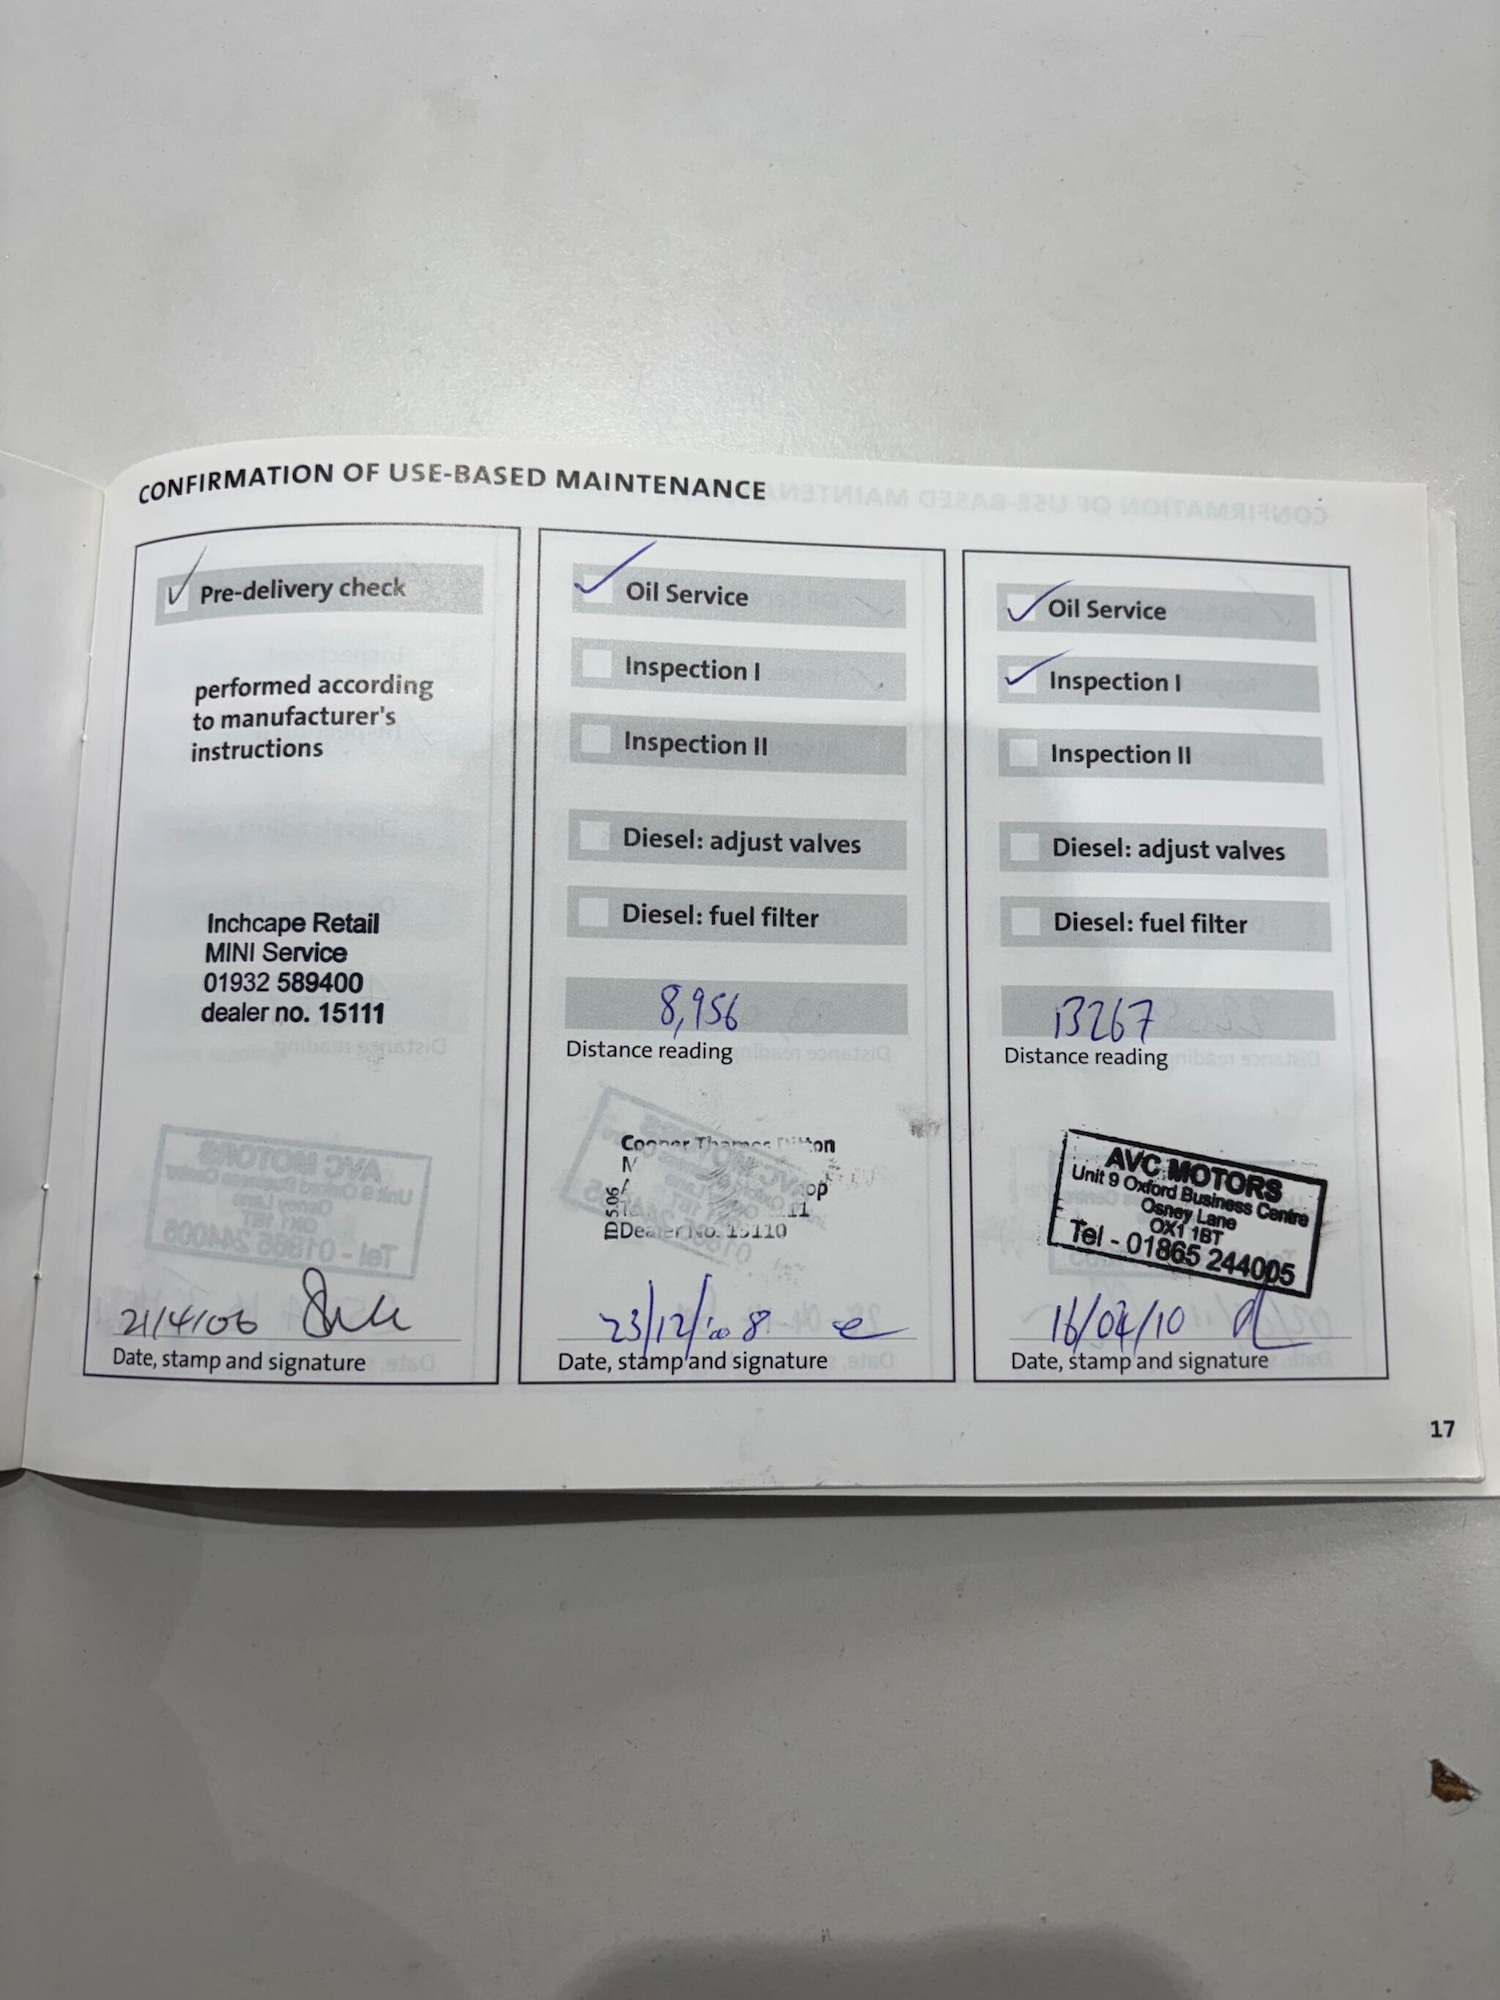 CONFIRMATION OF USE-BASED MAINTENANCE
Pre-delivery check
performed according
to manufacturer's
instructions
Inchcape Retail
MINI Service
01932 589400
dealer no. 15111
21/4/06
Date, stamp and signature
Oil Service
Inspection I
Inspection II
Diesel: adjust valves
Diesel: fuel filter
8,956
Distance reading
Cooper Thames Ditton
Dealer No. 15110
23/12/08
Date, stamp and signature
Oil Service
Inspection I
Inspection II
Diesel: adjust valves
Diesel: fuel filter
13267
Distance reading
AVC MOTORS
Unit 9 Oxford Business Centre
Osney Lane
OX1 1BT
Tel - 01865 244005
16/04/10
Date, stamp and signature
17